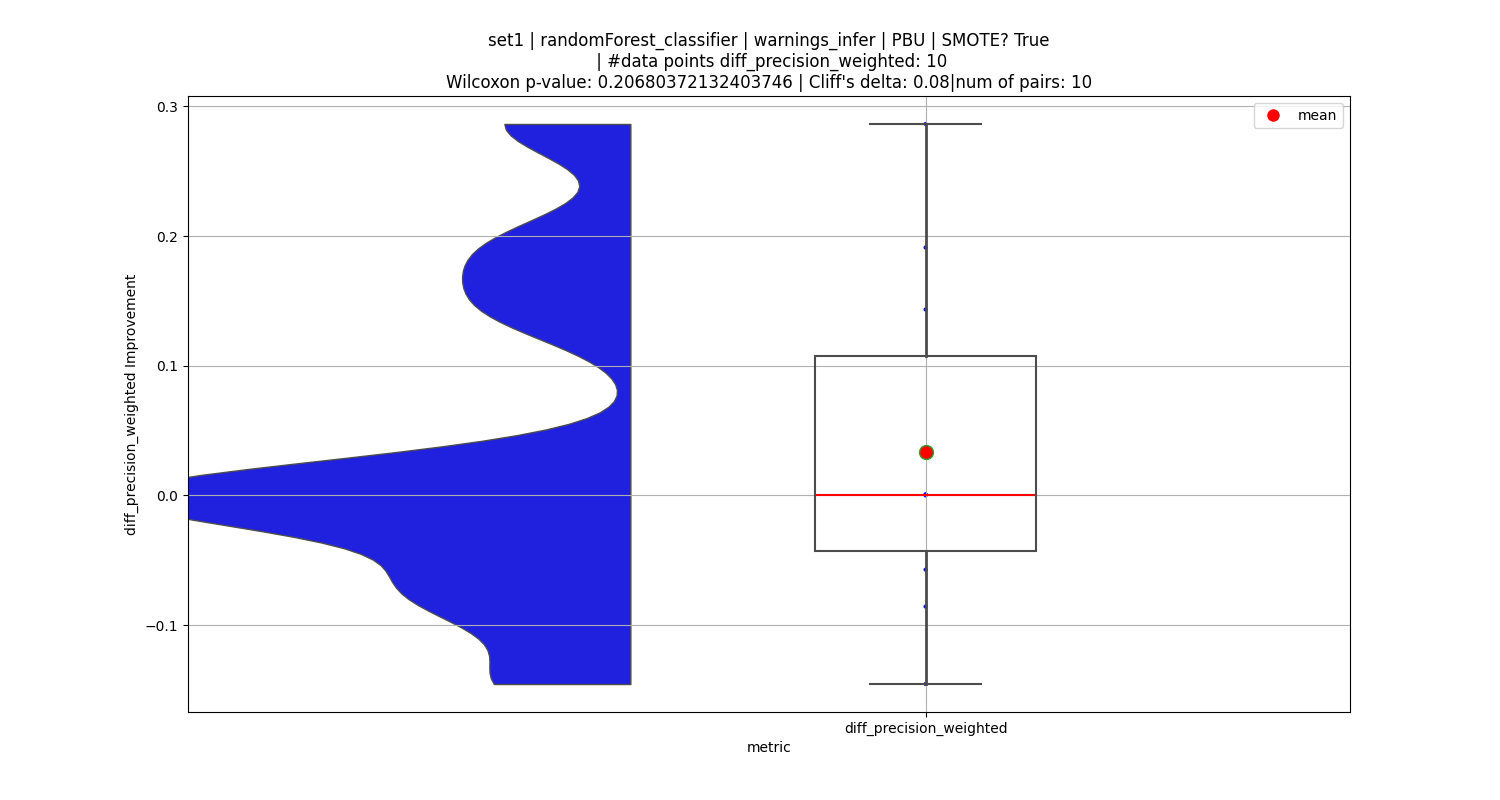 set1 | randomForest_classifier | warnings_infer | PBU | SMOTE? True
| #data points diff_precision_weighted: 10
Wilcoxon p-value: 0.20680372132403746 | Cliff's delta: 0.08|num of pairs: 10
mean
0.3
0.2
0.1
0.0
−0.1
diff_precision_weighted Improvement
diff_precision_weighted
metric